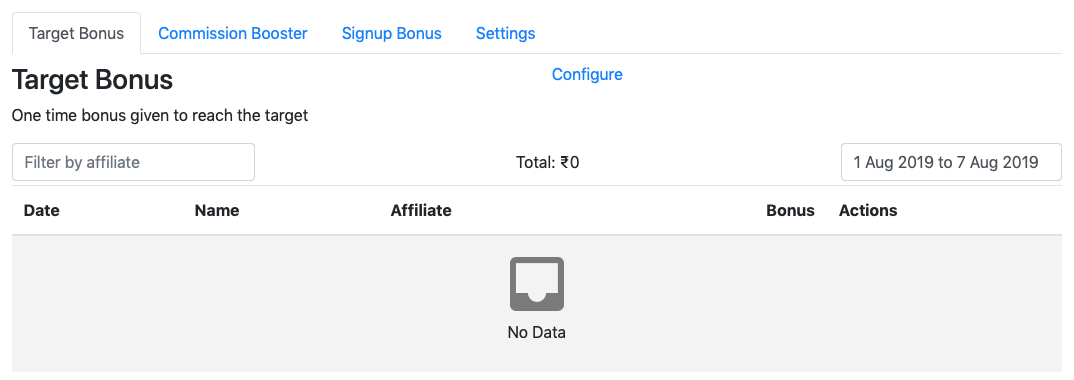 Target Bonus Commission Booster Signup Bonus Settings
Target Bonus Configure
One time bonus given to reach the target
Filter by affiliate Total: ₹0 1 Aug 2019 to 7 Aug 2019
Date Name Affiliate Bonus Actions
No Data